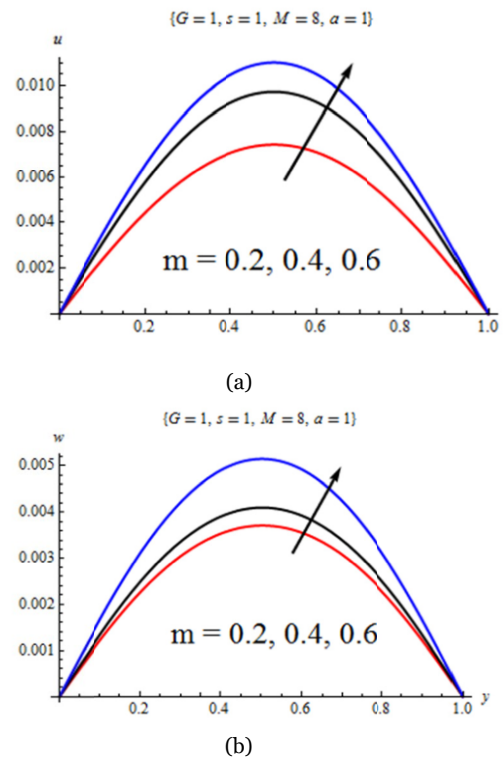 {G = 1, s = 1, M = 8, a = 1}
u
0.010
0.008
0.006
0.004
0.002
m = 0.2, 0.4, 0.6
0.2 0.4 0.6 0.8 1.0
(a)
{G = 1, s = 1, M = 8, a = 1}
w
0.005
0.004
0.003
0.002
0.001
m = 0.2, 0.4, 0.6
0.2 0.4 0.6 0.8 1.0 y
(b)